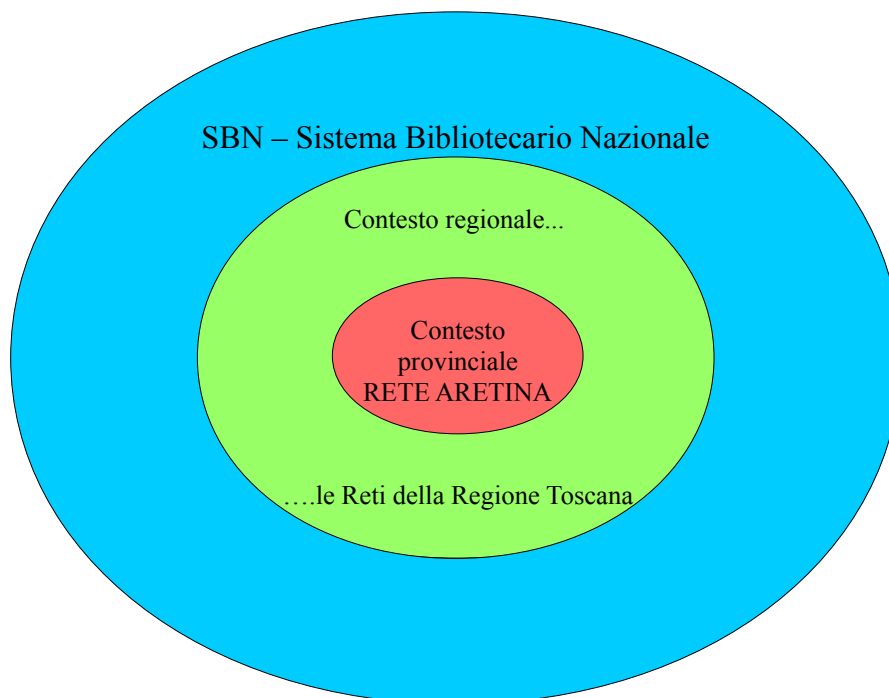 SBN – Sistema Bibliotecario Nazionale
Contesto regionale...
Contesto
provinciale
RETE ARETINA
….le Reti della Regione Toscana